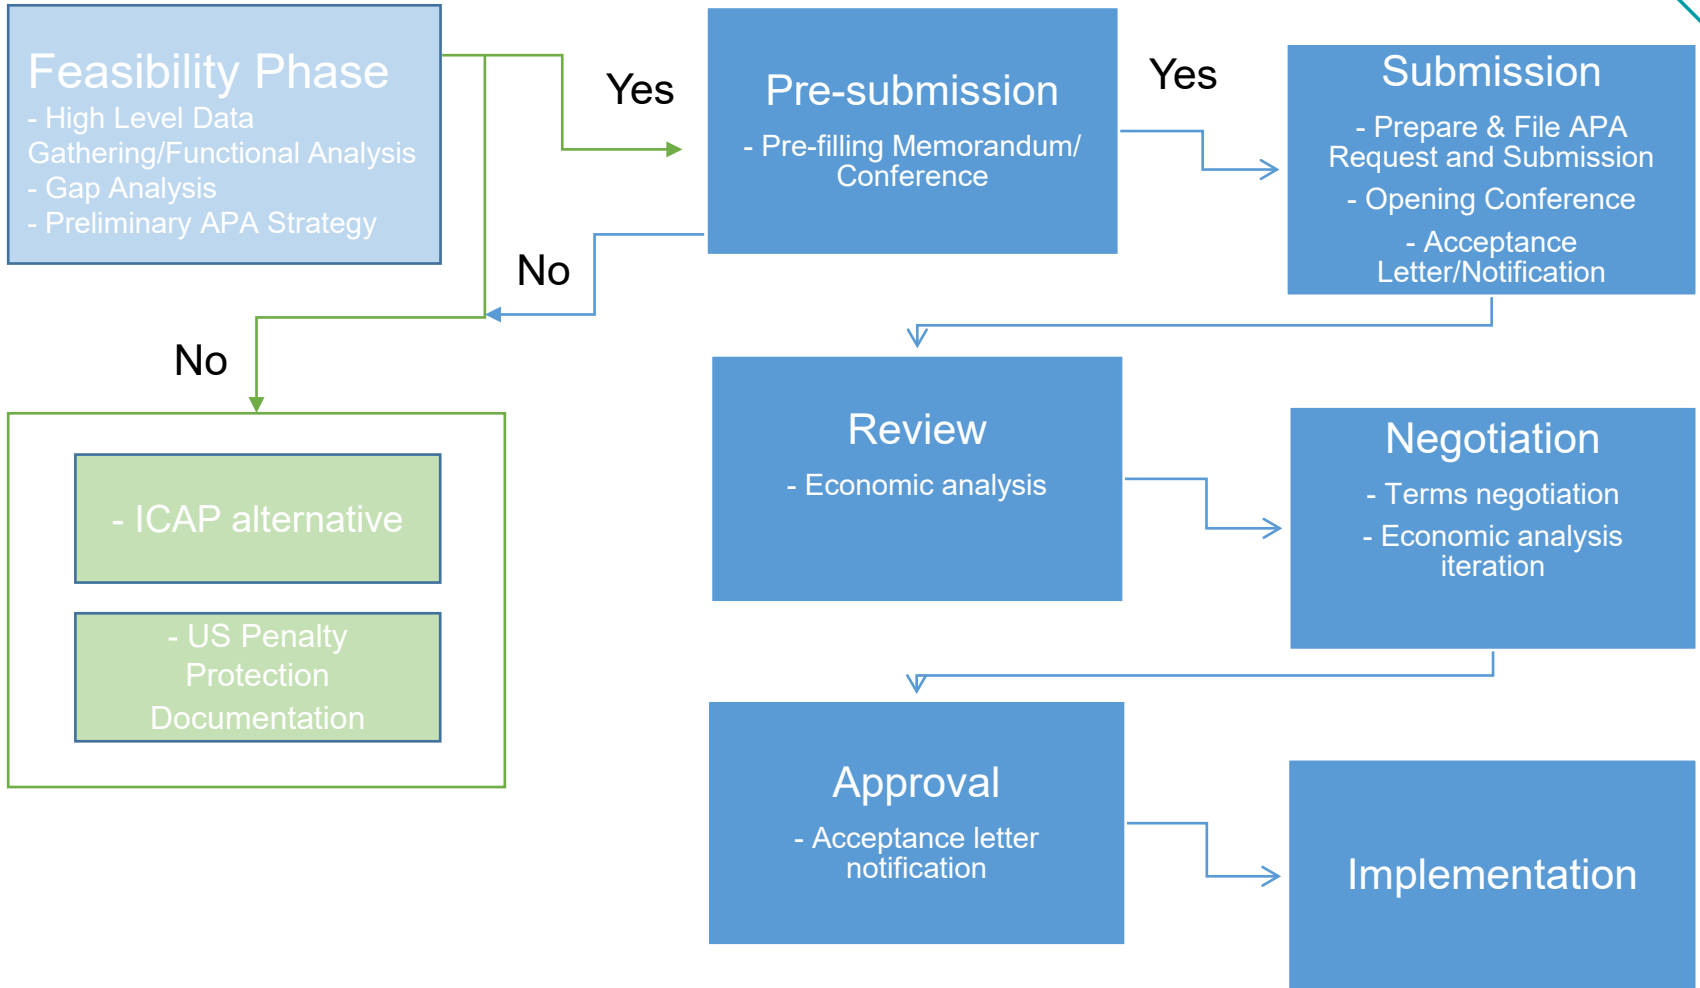 Feasibility Phase
- High Level Data
Gathering/Functional Analysis
- Gap Analysis
- Preliminary APA Strategy
Yes
Pre-submission
- Pre-filling Memorandum/
Conference
Yes
Submission
- Prepare & File APA
Request and Submission
- Opening Conference
- Acceptance
Letter/Notification
No
No
- ICAP alternative
- US Penalty
Protection
Documentation
Review
- Economic analysis
Negotiation
- Terms negotiation
- Economic analysis
iteration
Approval
- Acceptance letter
notification
Implementation